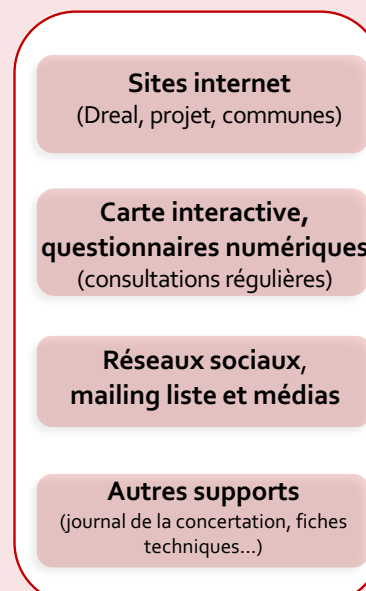 Sites internet
(Dreal, projet, communes)
Carte interactive,
questionnaires numériques
(consultations régulières)
Réseaux sociaux,
mailing liste et médias
Autres supports
(journal de la concertation, fiches
techniques...)